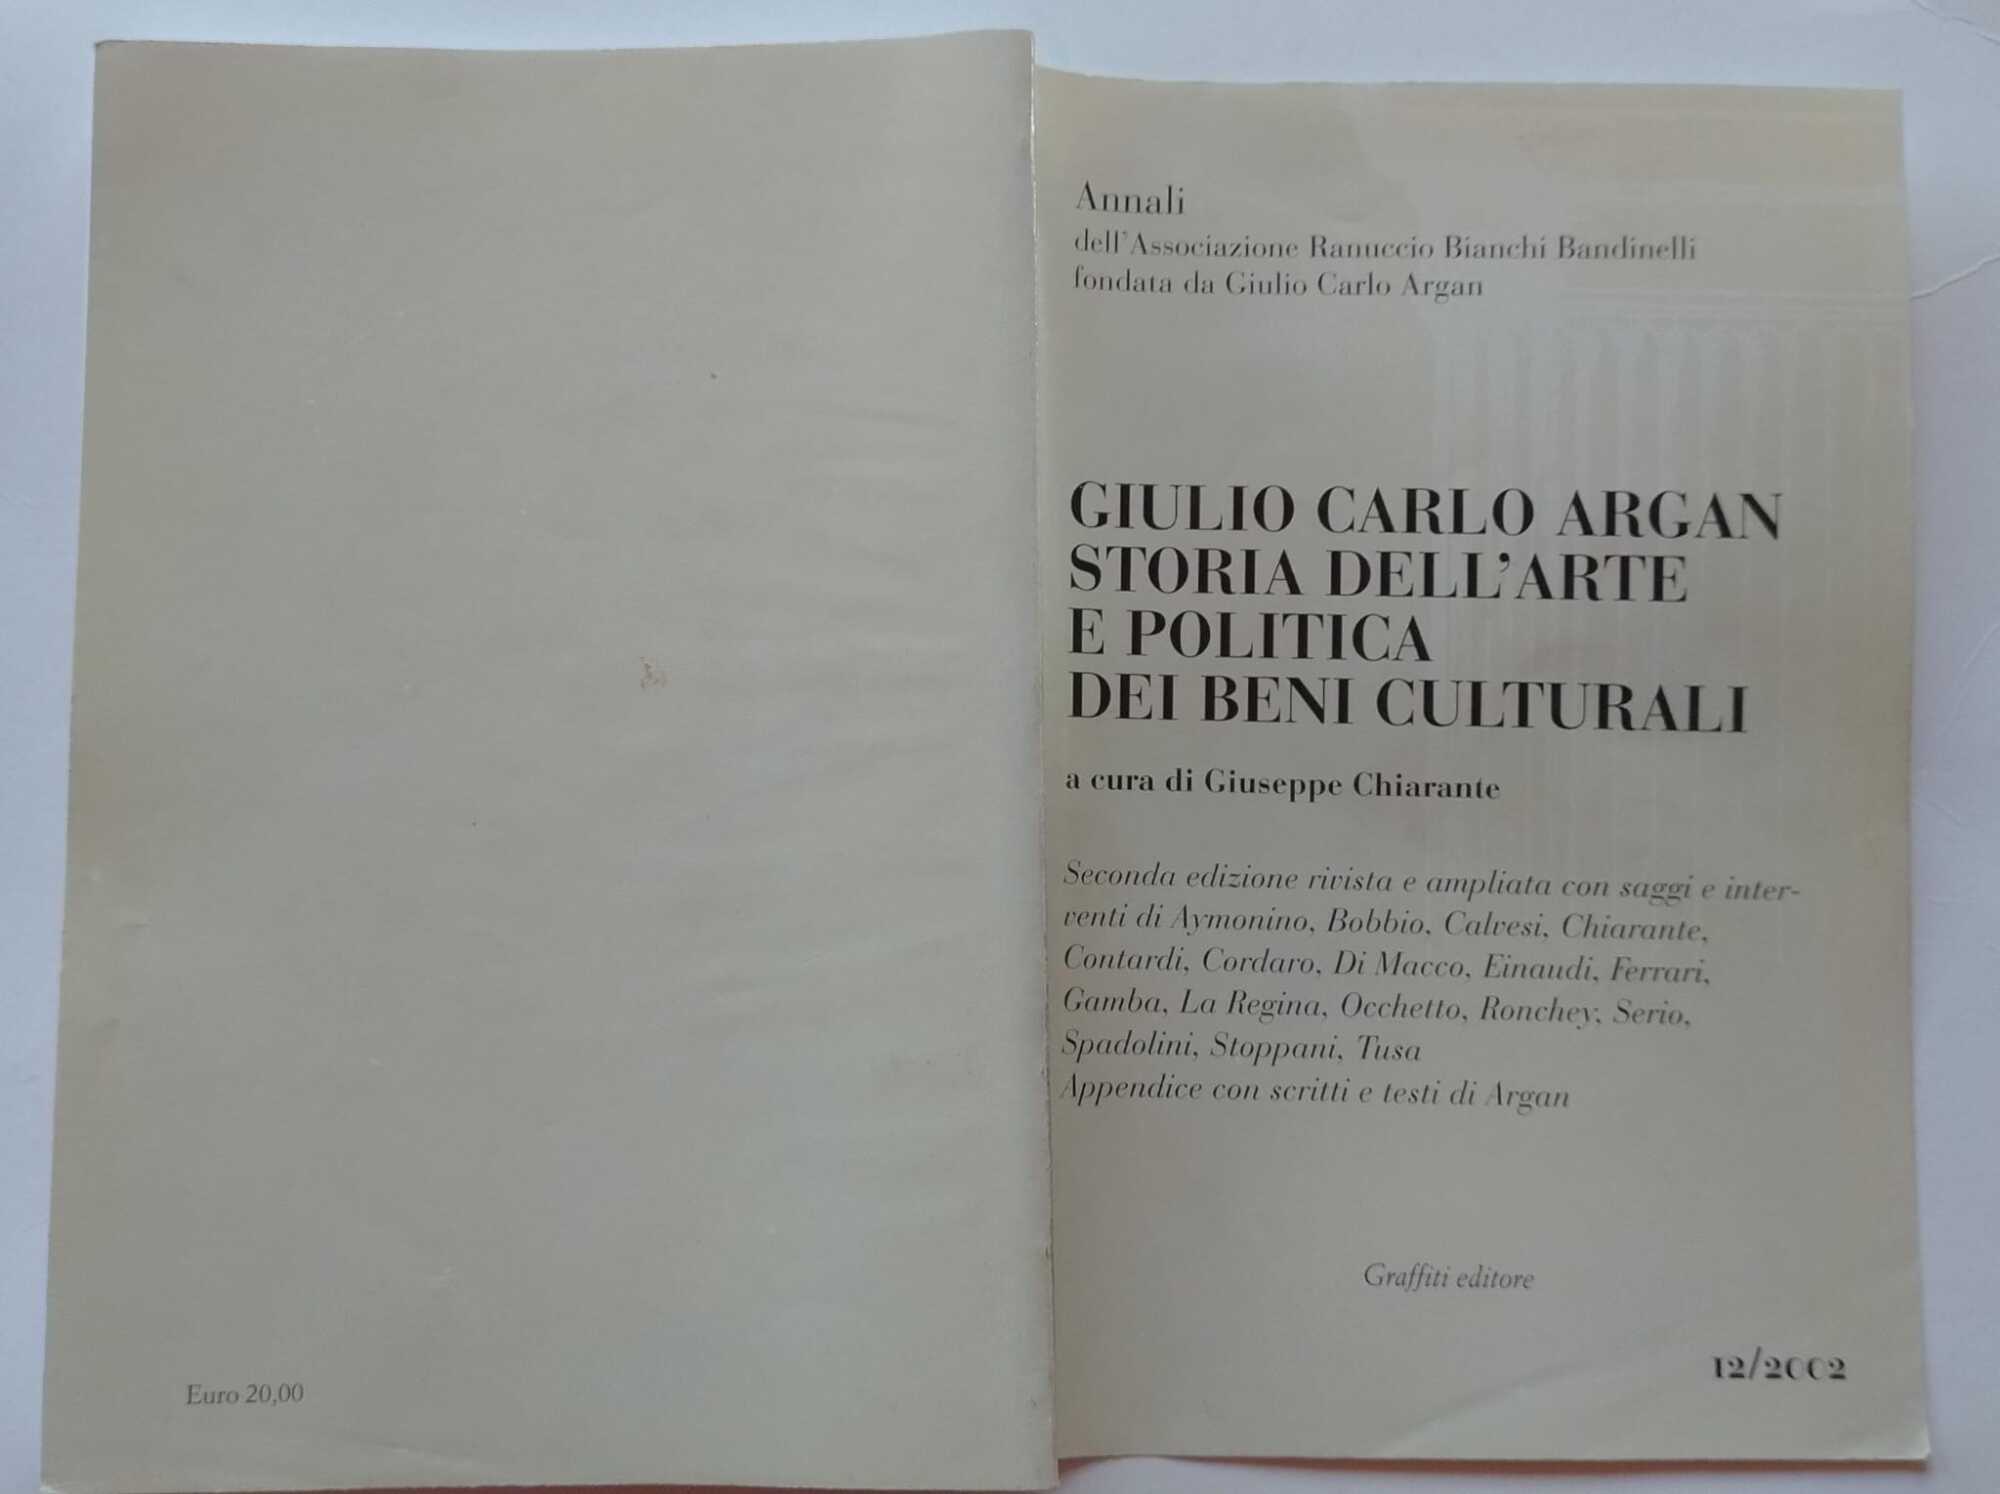 Annali
dell'Associazione Ranuccio Bianchi Bandinelli
fondata da Giulio Carlo Argan
GIULIO CARLO ARGAN
STORIA DELL'ARTE
E POLITICA
DEI BENI CULTURALI
a cura di Giuseppe Chiarante
Seconda edizione rivista e ampliata con saggi e inter-
venti di Aymonino, Bobbio, Calvesi, Chiarante,
Contardi, Cordaro, Di Macco, Einaudi, Ferrari,
Gamba, La Regina, Occhetto, Ronchey, Serio,
Spadolini, Stoppani, Tusa
Appendice con scritti e testi di Argan
Graffiti editore
12/2002
Euro 20,00